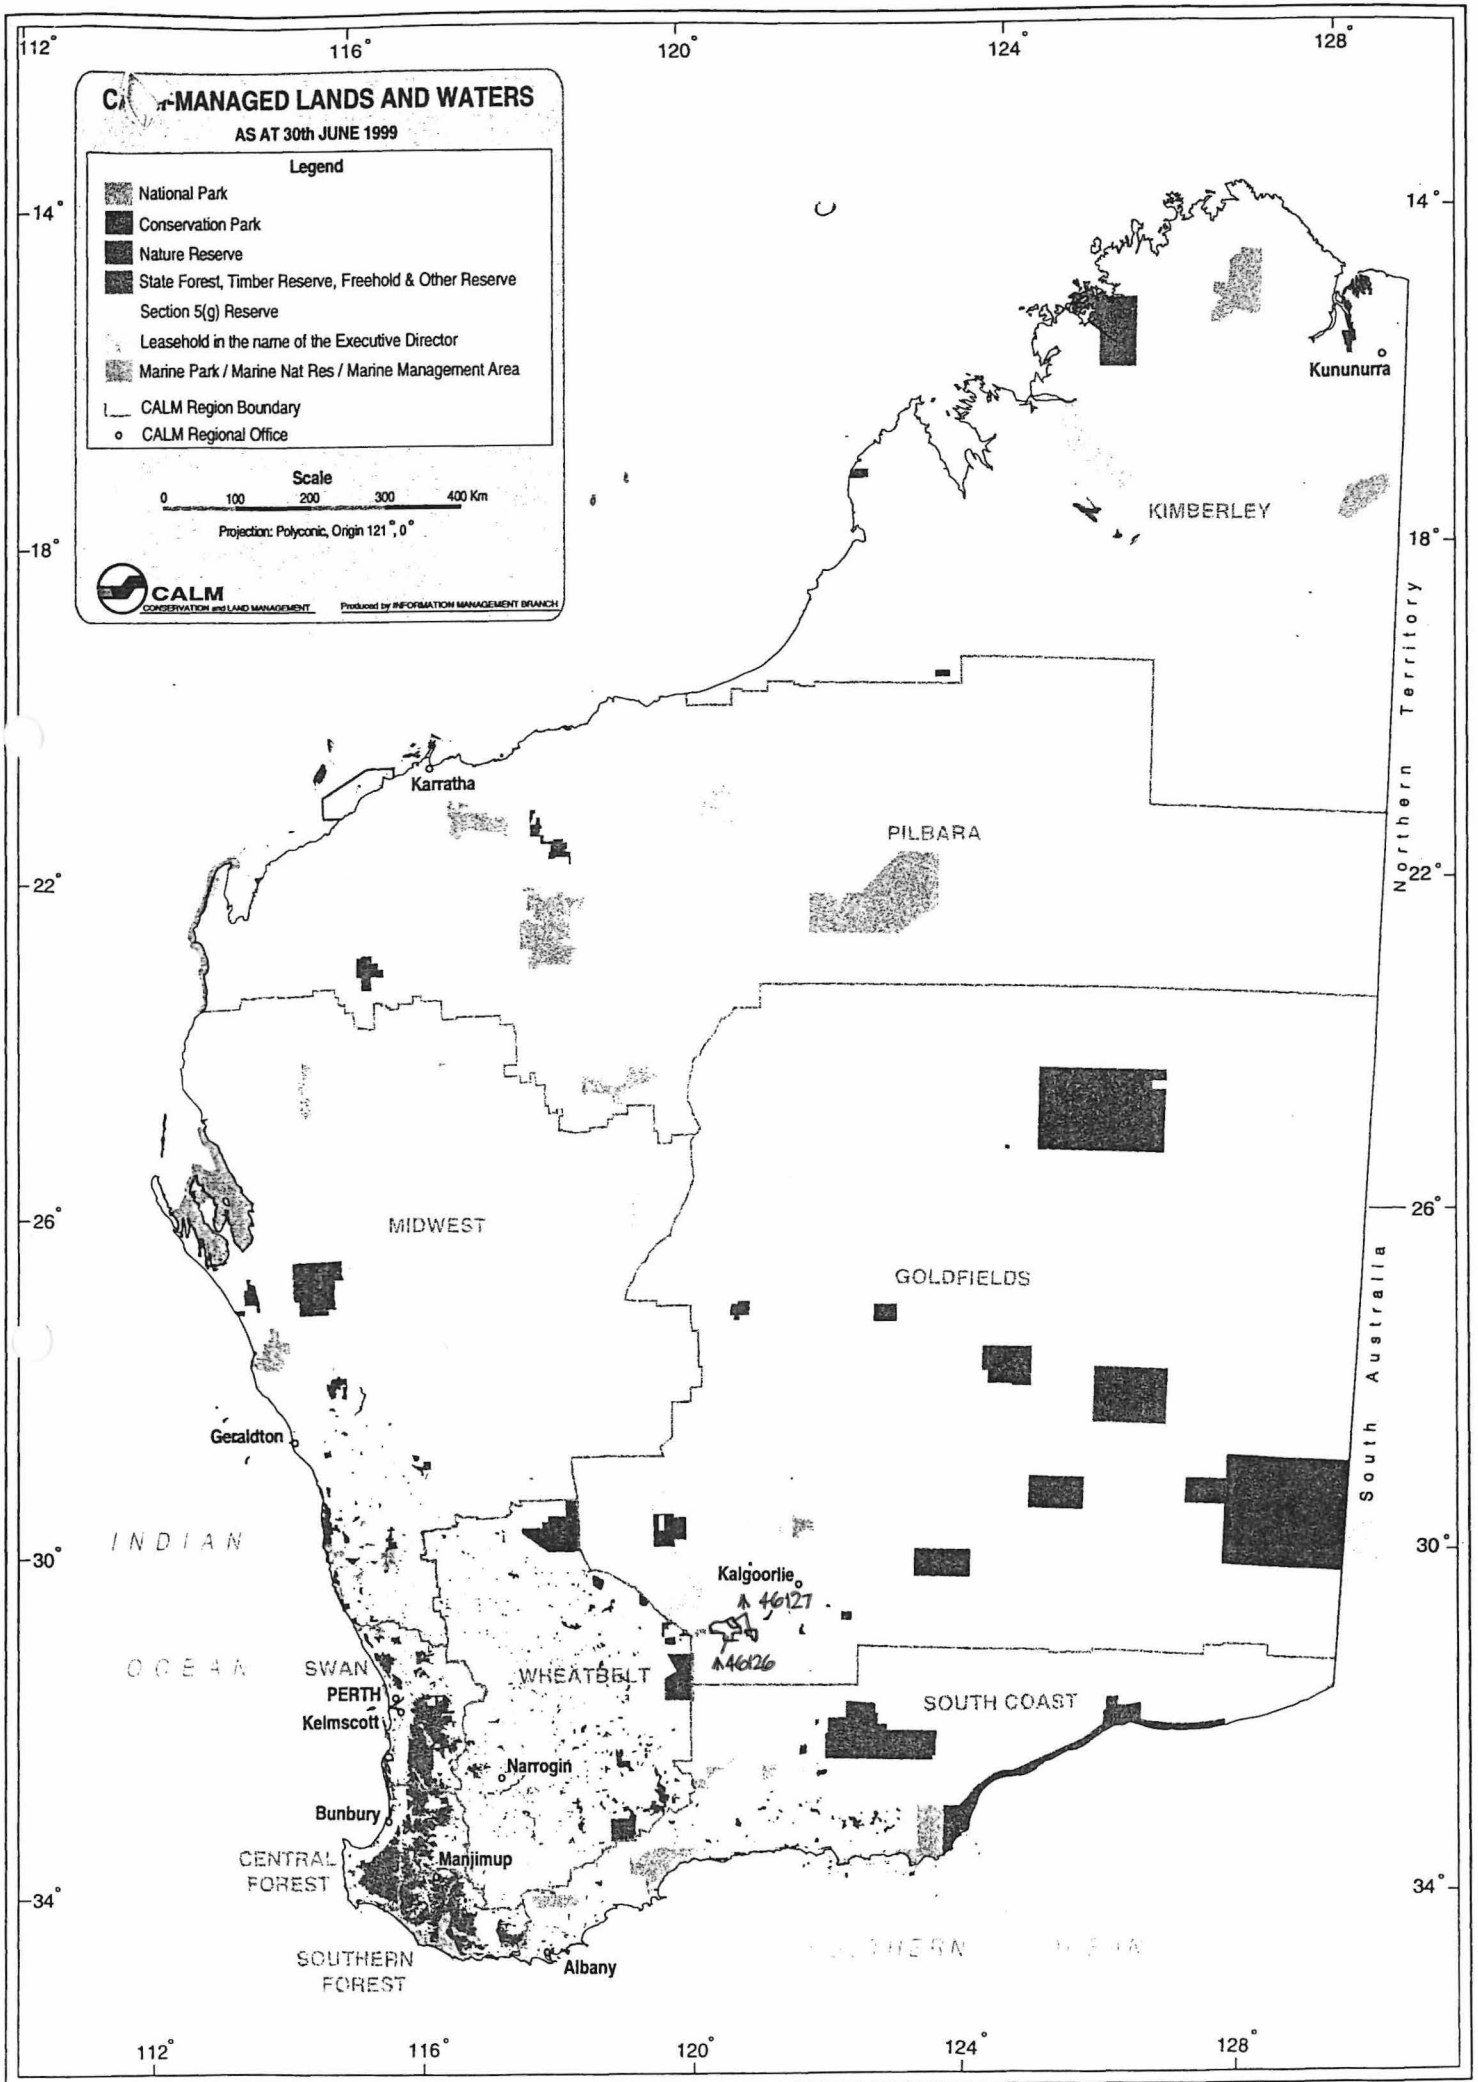 112° 116° 120° 124° 128°
MANAGED LANDS AND WATERS
AS AT 30th JUNE 1999
Legend
National Park
Conservation Park
Nature Reserve
State Forest, Timber Reserve, Freehold & Other Reserve
Section 5(g) Reserve
Leasehold in the name of the Executive Director
Marine Park / Marine Nat Res / Marine Management Area
CALM Region Boundary
CALM Regional Office
Scale
0 100 200 300 400 Km
Projection: Polyconic, Origin 121°, 0°
CALM
CONSERVATION and LAND MANAGEMENT Produced by INFORMATION MANAGEMENT BRANCH
14° 14°
Kununurra
KIMBERLEY
18° 18°
Northern Territory
Karratha
PILBARA
22° 22°
26° 26°
MIDWEST
GOLDFIELDS
South Australia
Geraldton
INDIAN
30° 30°
Kalgoorlie
46127
46126
OCEAN
SWAN
WHEATBELT
PERTH
SOUTH COAST
Kelmscott
Narrogin
Bunbury
CENTRAL
FOREST
Manjimup
34° 34°
SOUTHERN
FOREST
Albany
112° 116° 120° 124° 128°